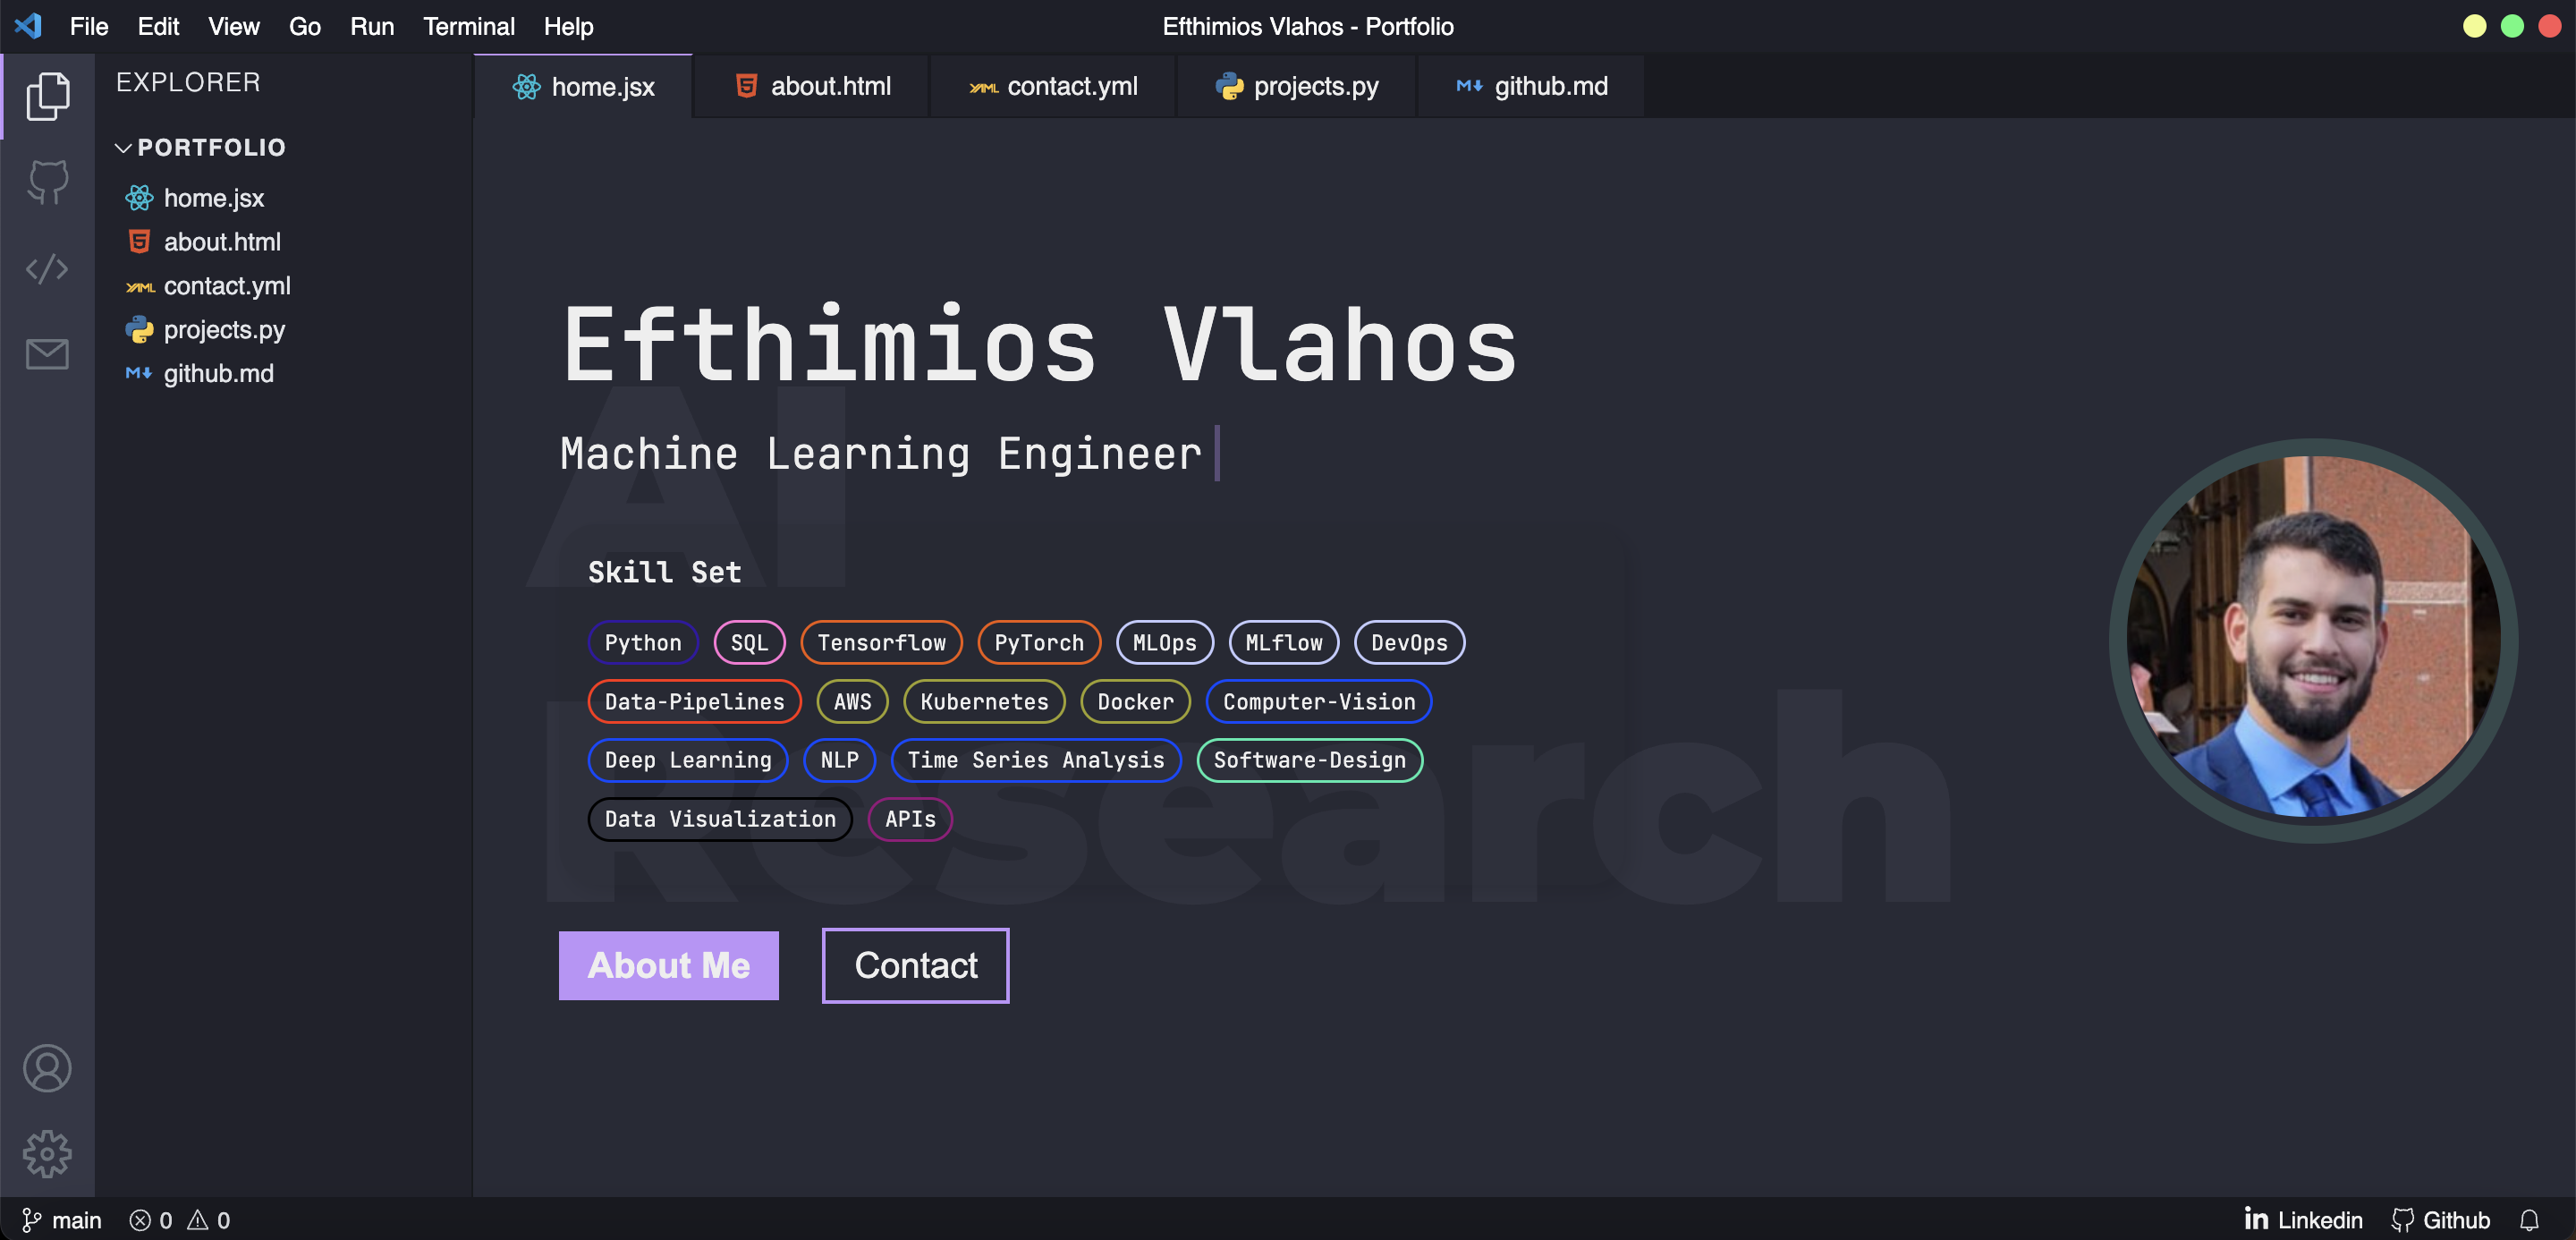 File Edit View Go Run Terminal Help
Efthimios Vlahos - Portfolio
EXPLORER
PORTFOLIO
home.jsx
about.html
YAML contact.yml
projects.py
M github.md
home.jsx
about.html
YAML contact.yml
projects.py
M github.md
Efthimios Vlahos
Machine Learning Engineer
AI
Research
Skill Set
Python SQL Tensorflow PyTorch MLOps MLflow DevOps
Data-Pipelines AWS Kubernetes Docker Computer-Vision
Deep Learning NLP Time Series Analysis Software-Design
Data Visualization APIs
About Me Contact
main 0 0
in Linkedin Github